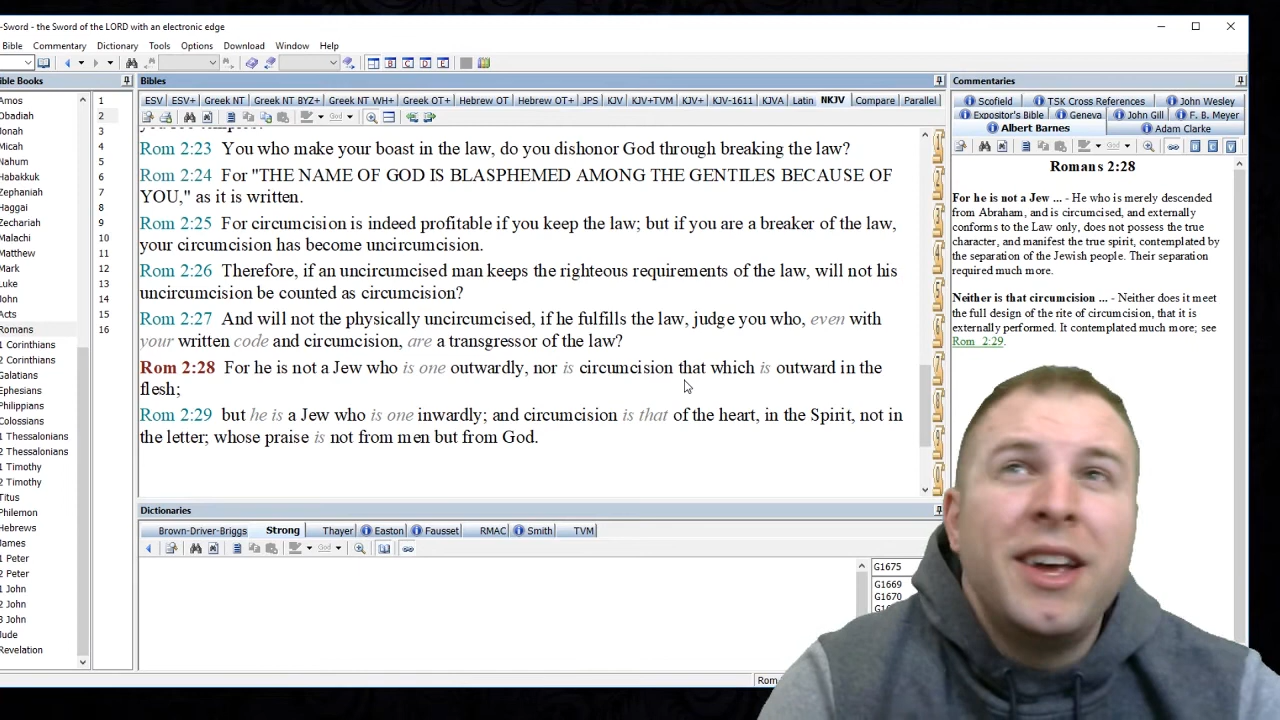 -Sword - the Sword of the LORD with an electronic edge
Bible Commentary Dictionary Tools Options Download Window Help
ible Books
Amos
Obadiah
Jonah
Micah
Nahum
Habakkuk
Zephaniah
Haggai
Zechariah
Malachi
Matthew
Mark
Luke
John
Acts
Romans
1 Corinthians
2 Corinthians
Galatians
Ephesians
Philippians
Colossians
1 Thessalonians
2 Thessalonians
1 Timothy
2 Timothy
Titus
Philemon
Hebrews
James
1 Peter
2 Peter
1 John
2 John
3 John
Jude
Revelation
1
2
3
4
5
6
7
8
9
10
11
12
13
14
15
16
Bibles
ESV ESV+ Greek NT Greek NT BYZ+ Greek NT WH+ Greek OT+ Hebrew OT Hebrew OT+ JPS KJV KJV+TVM KJV+ KJV-1611 KJVA Latin NKJV Compare Parallel
Rom 2:23 You who make your boast in the law, do you dishonor God through breaking the law?
Rom 2:24 For "THE NAME OF GOD IS BLASPHEMED AMONG THE GENTILES BECAUSE OF
YOU," as it is written.
Rom 2:25 For circumcision is indeed profitable if you keep the law; but if you are a breaker of the law,
your circumcision has become uncircumcision.
Rom 2:26 Therefore, if an uncircumcised man keeps the righteous requirements of the law, will not his
uncircumcision be counted as circumcision?
Rom 2:27 And will not the physically uncircumcised, if he fulfills the law, judge you who, even with
your written code and circumcision, are a transgressor of the law?
Rom 2:28 For he is not a Jew who is one outwardly, nor is circumcision that which is outward in the
flesh;
Rom 2:29 but he is a Jew who is one inwardly; and circumcision is that of the heart, in the Spirit, not in
the letter; whose praise is not from men but from God.
Dictionaries
Brown-Driver-Briggs Strong Thayer Easton Fausset RMAC Smith TVM
G1675
G1669
G1670
Rom
Commentaries
Scofield TSK Cross References John Wesley
Expositor's Bible Geneva John Gill F. B. Meyer
Albert Barnes Adam Clarke
Romans 2:28
For he is not a Jew ... - He who is merely descended
from Abraham, and is circumcised, and externally
conforms to the Law only, does not possess the true
character, and manifest the true spirit, contemplated by
the separation of the Jewish people. Their separation
required much more.
Neither is that circumcision ... - Neither does it meet
the full design of the rite of circumcision, that it is
externally performed. It contemplated much more; see
Rom_2:29.